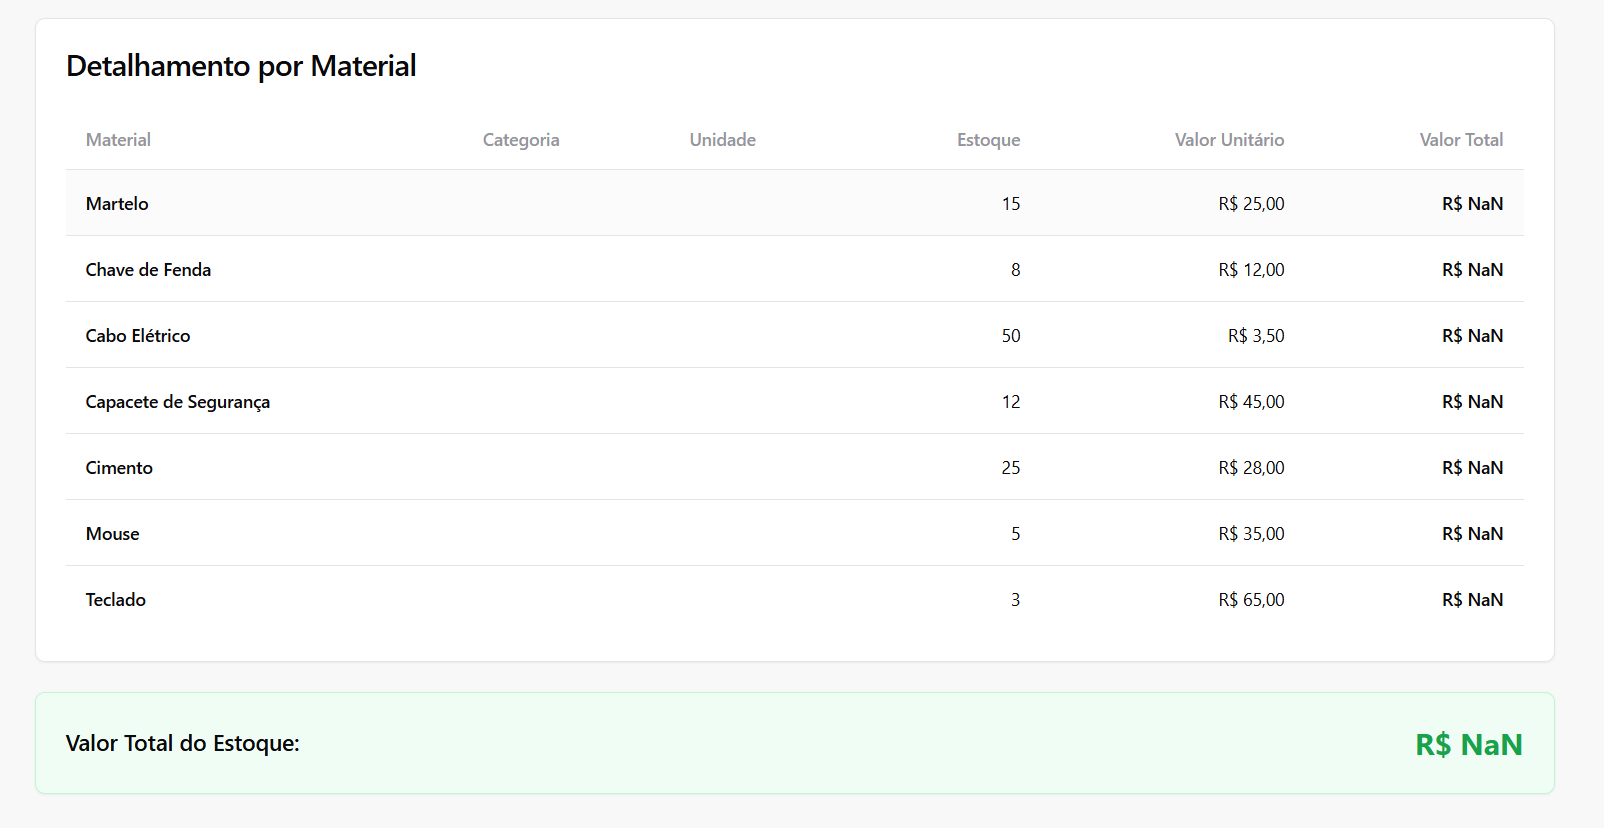 Detalhamento por Material
Material Categoria Unidade Estoque Valor Unitário Valor Total
Martelo 15 R$ 25,00 R$ NaN
Chave de Fenda 8 R$ 12,00 R$ NaN
Cabo Elétrico 50 R$ 3,50 R$ NaN
Capacete de Segurança 12 R$ 45,00 R$ NaN
Cimento 25 R$ 28,00 R$ NaN
Mouse 5 R$ 35,00 R$ NaN
Teclado 3 R$ 65,00 R$ NaN
Valor Total do Estoque: R$ NaN